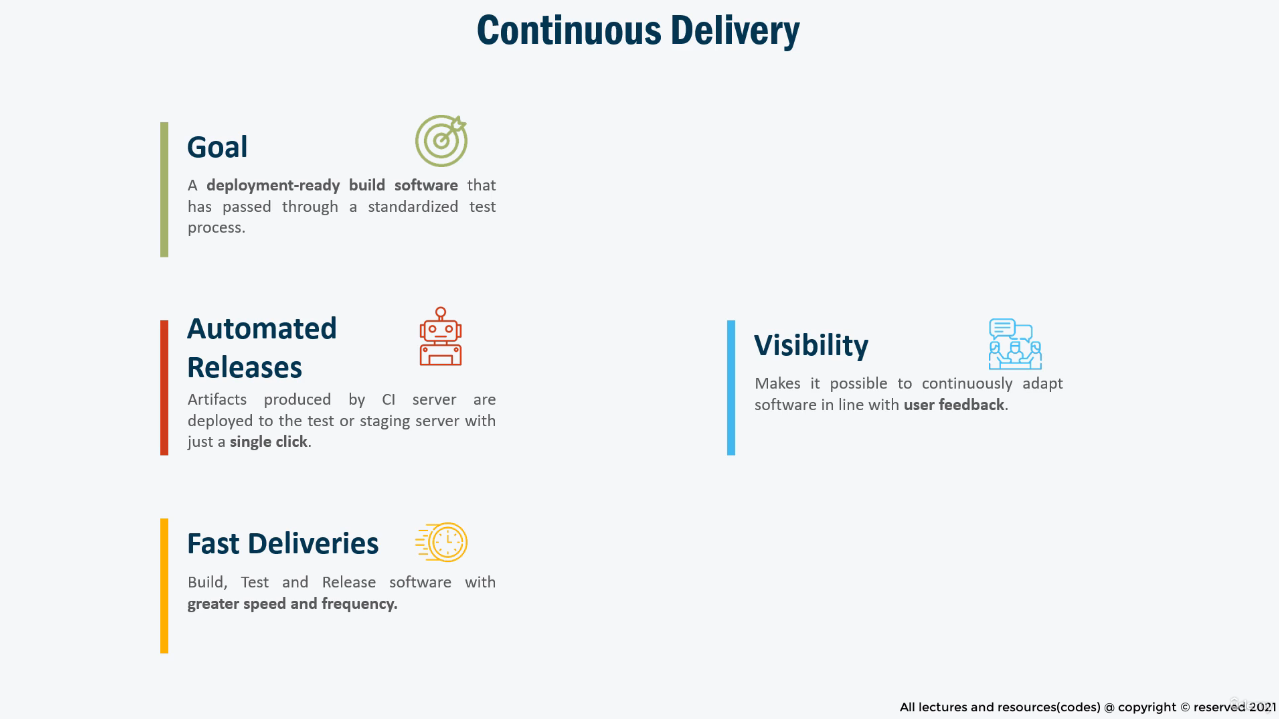 Continuous Delivery
Goal
A deployment-ready build software that
has passed through a standardized test
process.
Automated
Releases
Artifacts produced by CI server are
deployed to the test or staging server with
just a single click.
Fast Deliveries
Build, Test and Release software with
greater speed and frequency.
Visibility
Makes it possible to continuously adapt
software in line with user feedback.
All lectures and resources(codes) @ copyright © reserved 2021